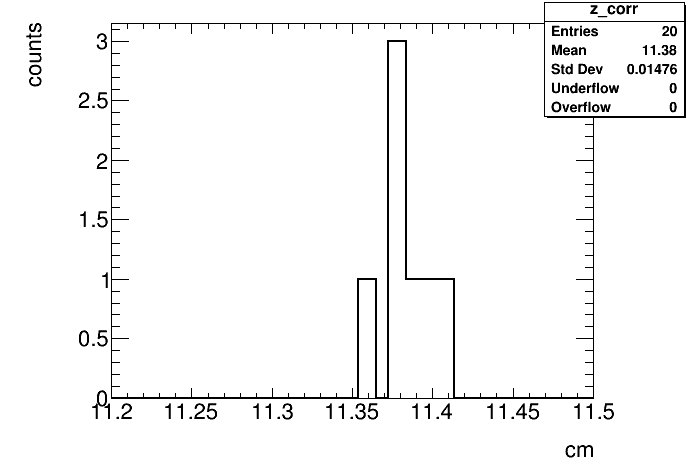 z_corr
Entries 20
Mean 11.38
Std Dev 0.01476
Underflow 0
Overflow 0
counts
3
2.5
2
1.5
1
0.5
0
11.2 11.25 11.3 11.35 11.4 11.45 11.5
cm